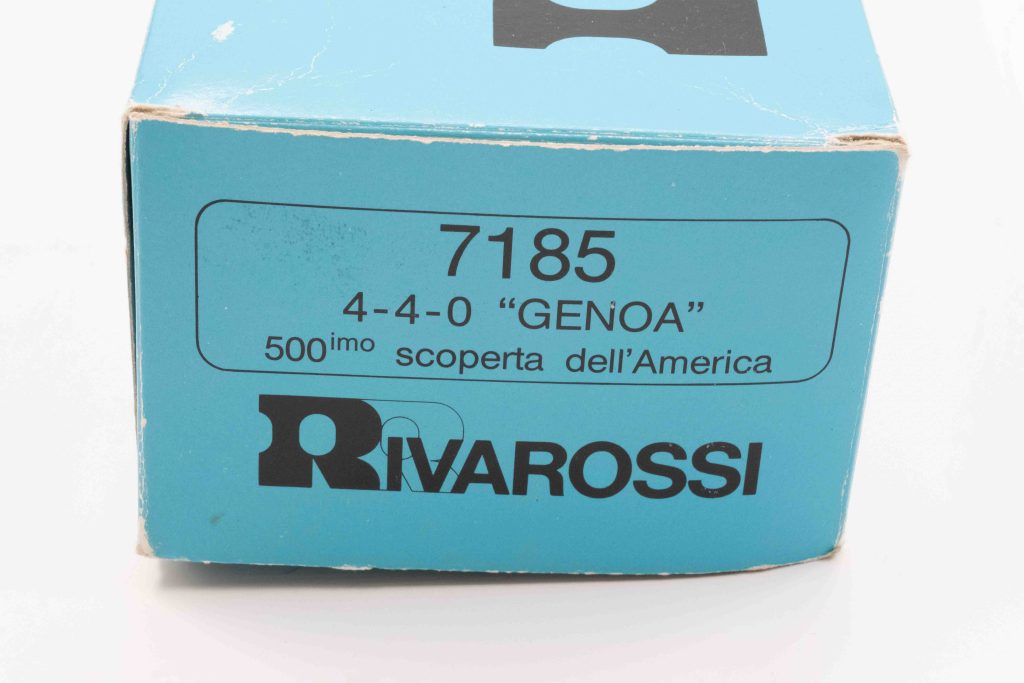 7185
4-4-0 “GENOA”
500imo scoperta dell’America
RIVAROSSI